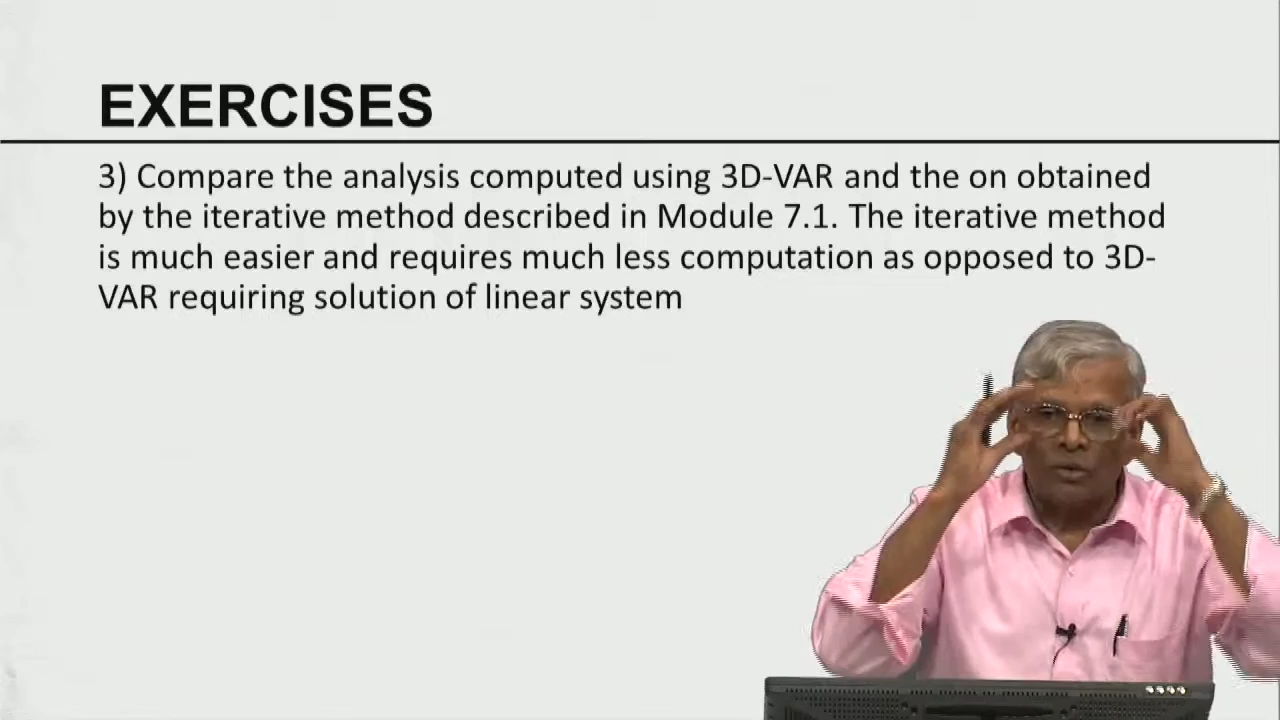 EXERCISES
3) Compare the analysis computed using 3D-VAR and the on obtained
by the iterative method described in Module 7.1. The iterative method
is much easier and requires much less computation as opposed to 3D-
VAR requiring solution of linear system